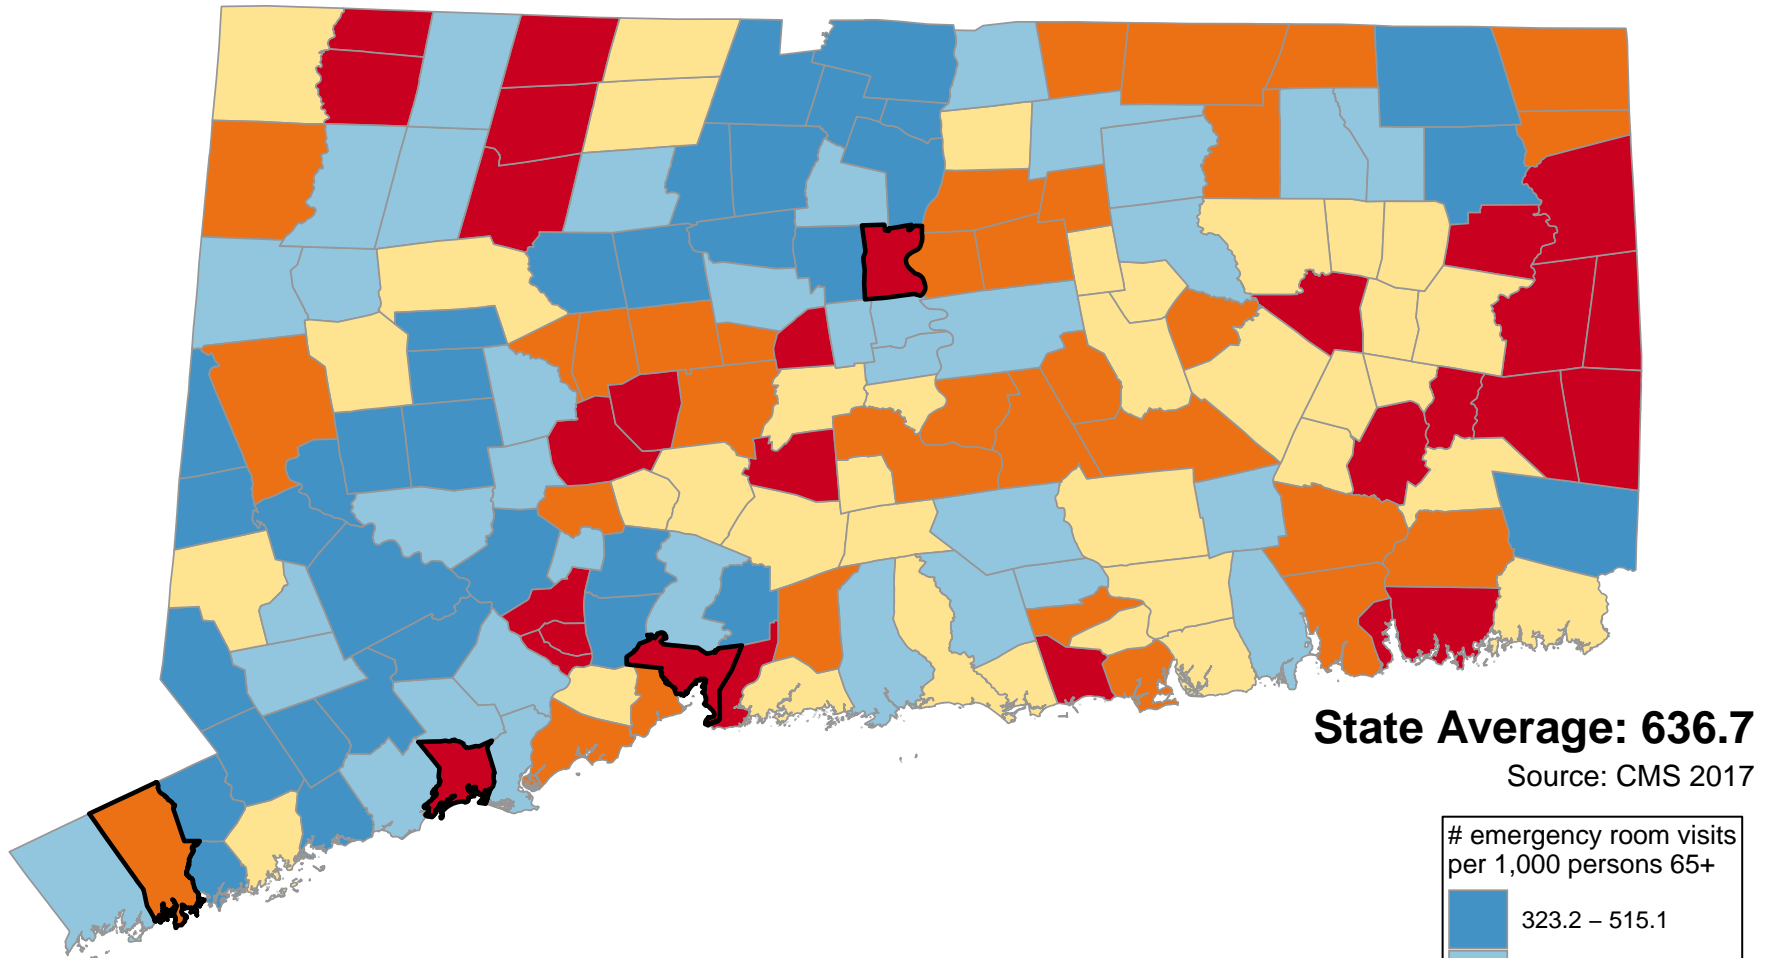 State Average: 636.7
Source: CMS 2017
# emergency room visits
per 1,000 persons 65+
323.2 – 515.1